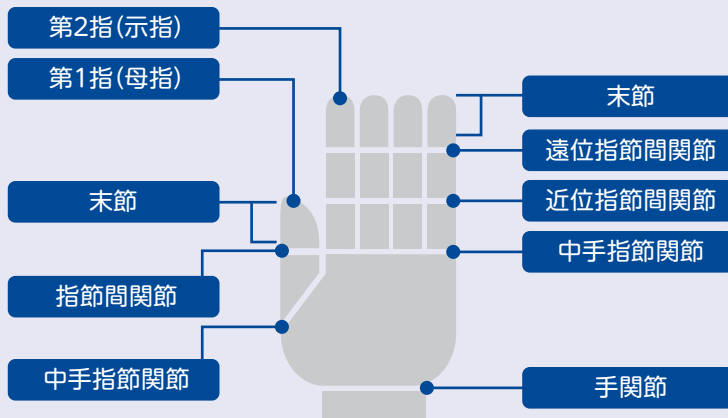 第2指(示指)
第1指(母指)
末節
指節間関節
中手指節関節
末節
遠位指節間関節
近位指節間関節
中手指節関節
手関節